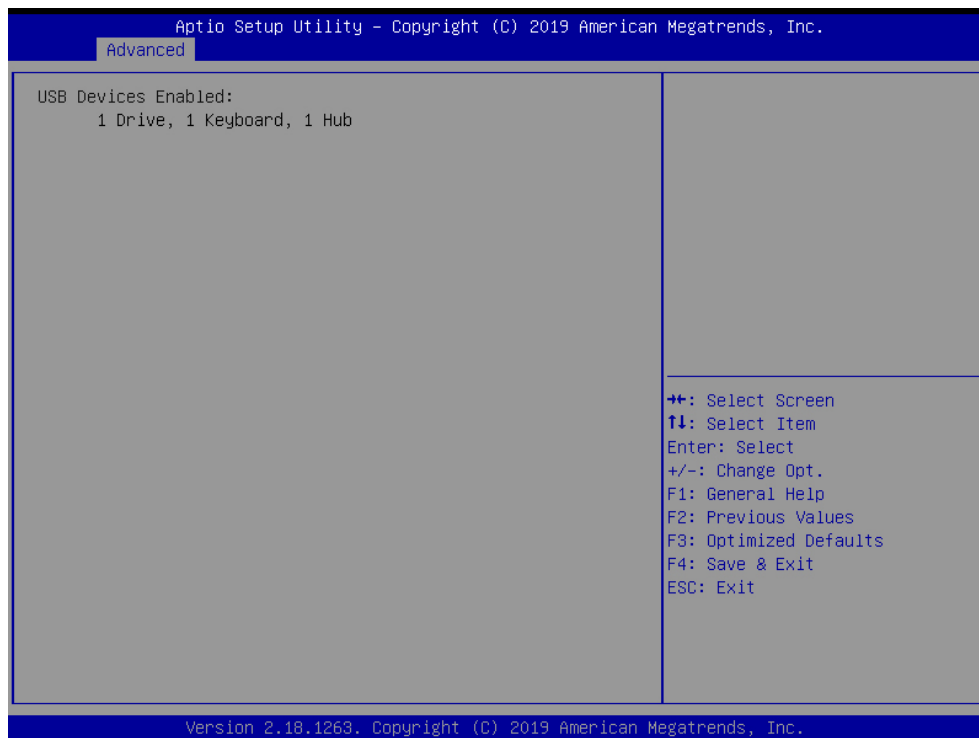 Aptio Setup Utility – Copyright (C) 2019 American Megatrends, Inc.
Advanced
USB Devices Enabled:
1 Drive, 1 Keyboard, 1 Hub
→←: Select Screen
↑↓: Select Item
Enter: Select
+/-: Change Opt.
F1: General Help
F2: Previous Values
F3: Optimized Defaults
F4: Save & Exit
ESC: Exit
Version 2.18.1263. Copyright (C) 2019 American Megatrends, Inc.